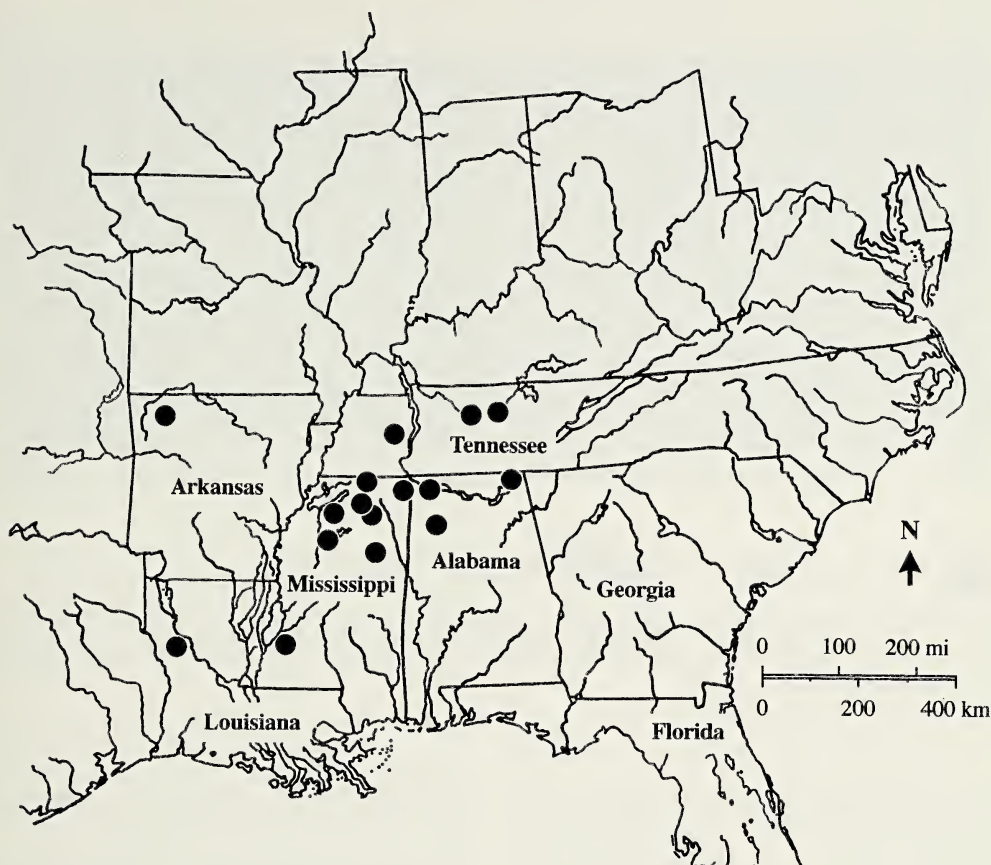 Tennessee
Arkansas
N
Alabama
Mississippi
Georgia
0 100 200 mi
0 200 400 km
Louisiana
Florida